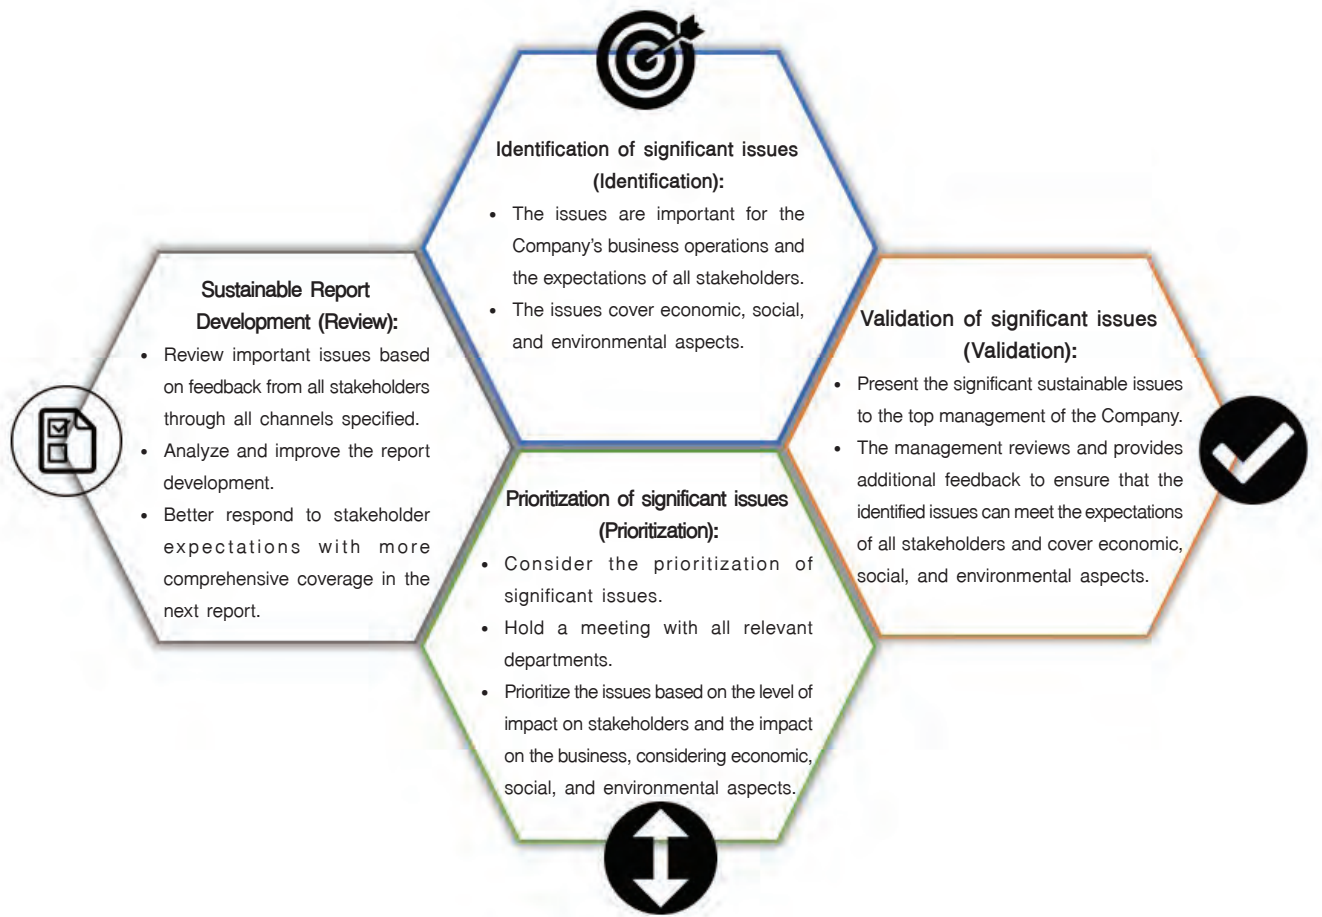 Identification of significant issues
(Identification):
• The issues are important for the
Company's business operations and
the expectations of all stakeholders.
• The issues cover economic, social,
and environmental aspects.
Sustainable Report
Development (Review):
• Review important issues based
on feedback from all stakeholders
through all channels specified.
• Analyze and improve the report
development.
• Better respond to stakeholder
expectations with more
comprehensive coverage in the
next report.
Validation of significant issues
(Validation):
• Present the significant sustainable issues
to the top management of the Company.
• The management reviews and provides
additional feedback to ensure that the
identified issues can meet the expectations
of all stakeholders and cover economic,
social, and environmental aspects.
Prioritization of significant issues
(Prioritization):
• Consider the prioritization of
significant issues.
• Hold a meeting with all relevant
departments.
• Prioritize the issues based on the level of
impact on stakeholders and the impact
on the business, considering economic,
social, and environmental aspects.